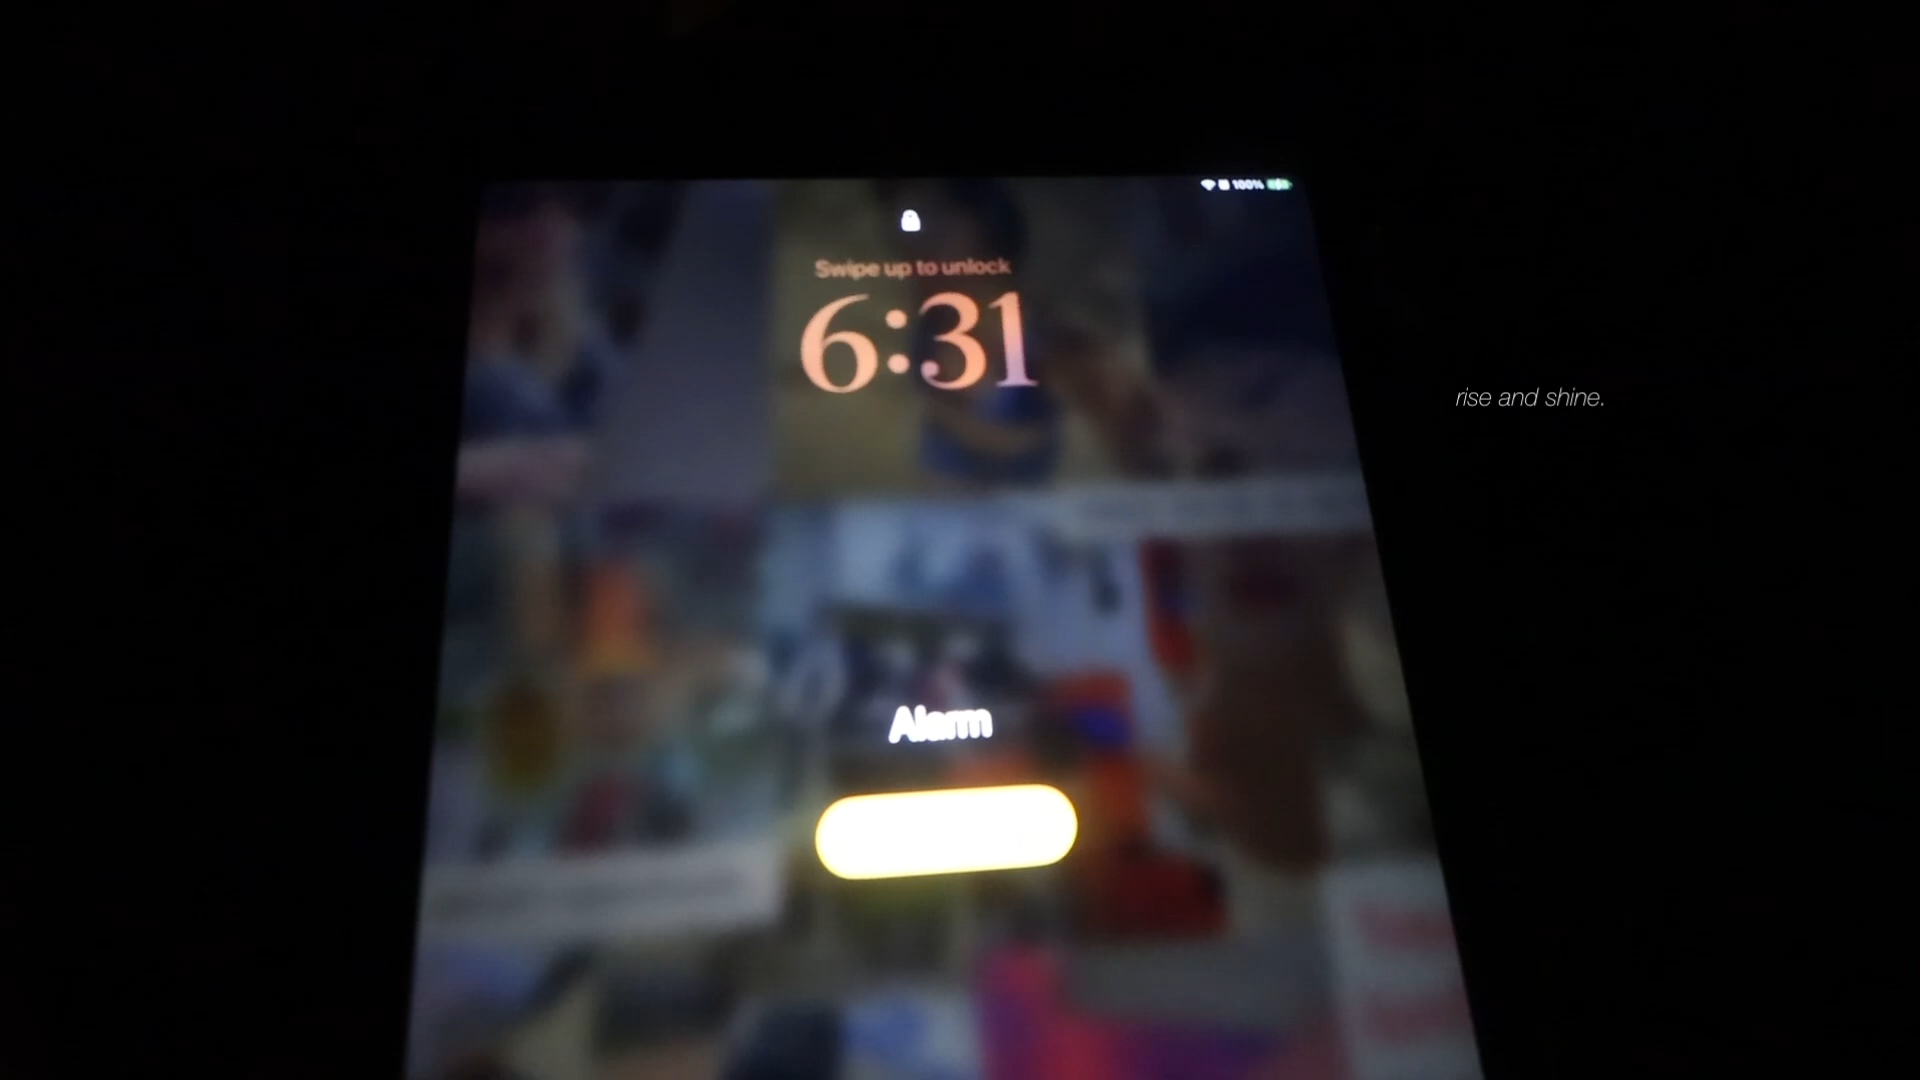 100%
Swipe up to unlock
6:31
rise and shine.
Alarm